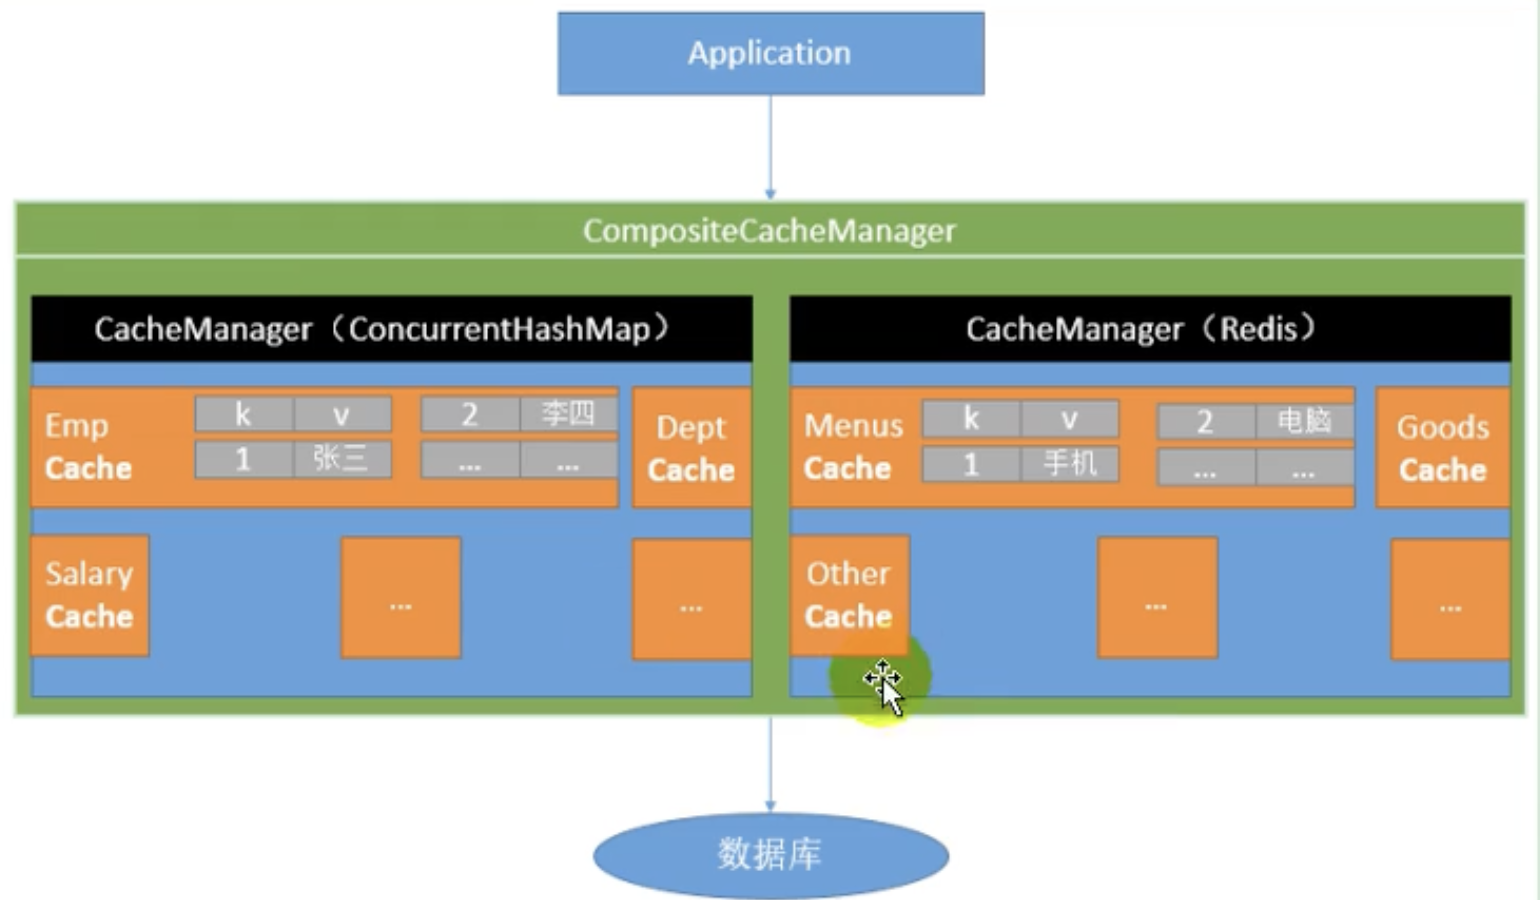 Application
CompositeCacheManager
CacheManager（ConcurrentHashMap）
Emp
Cache
k v
1 张三
2 李四
... ...
Dept
Cache
Salary
Cache
...
...
CacheManager（Redis）
Menus
Cache
k v
1 手机
2 电脑
... ...
Goods
Cache
Other
Cache
...
...
数据库